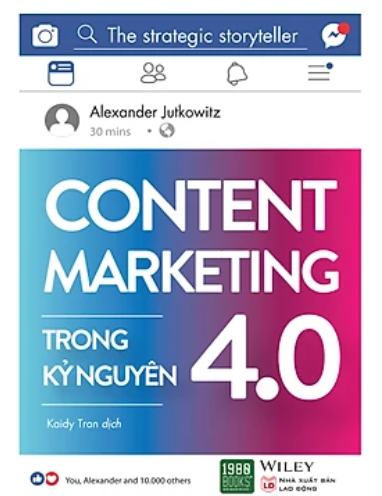 The strategic storyteller
Alexander Jutkowitz
30 mins
CONTENT
MARKETING
TRONG
KỶ NGUYÊN
4.0
Kaidy Tran dịch
You, Alexander and 10.000 others
1980
BOOKS
WILEY
LĐ NHÀ XUẤT BẢN
LAO ĐỘNG